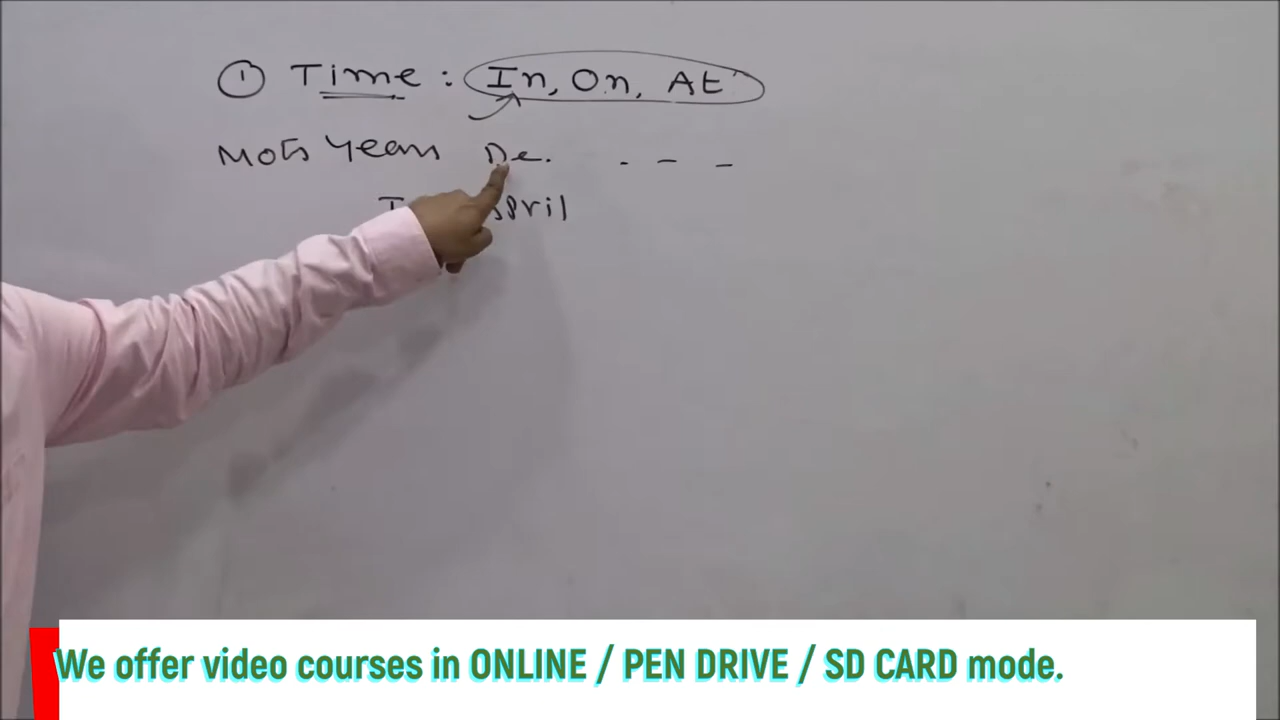 ① Time : In, On, At
Mots Years De. . - -
April
We offer video courses in ONLINE / PEN DRIVE / SD CARD mode.